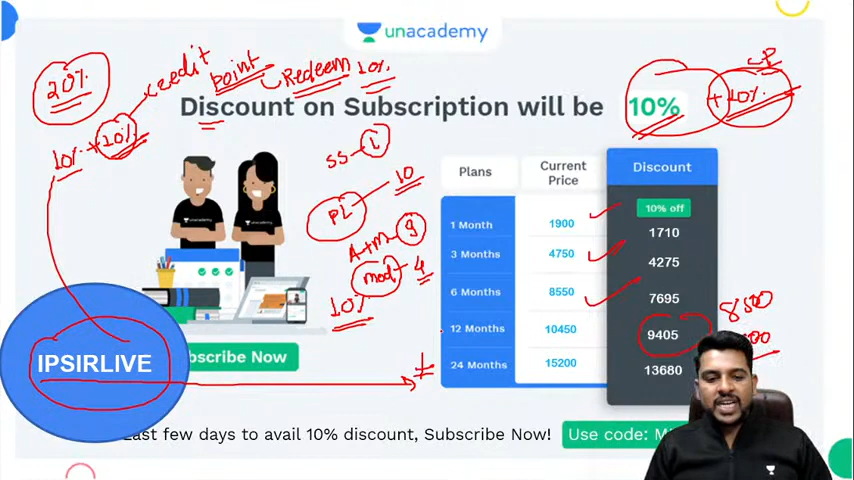 unacademy
20%
credit point Redeem 10%
Discount on Subscription will be 10%
+10%
CP
10% + 10%
SS - 1
PL - 10
A+M - 9
mod - 4
10%
Plans Current Price Discount
10% off
1 Month 1900 1710
3 Months 4750 4275
6 Months 8550 7695
12 Months 10450 9405
24 Months 15200 13680
8500
IPSIRLIVE
bscribe Now
Last few days to avail 10% discount, Subscribe Now! Use code: